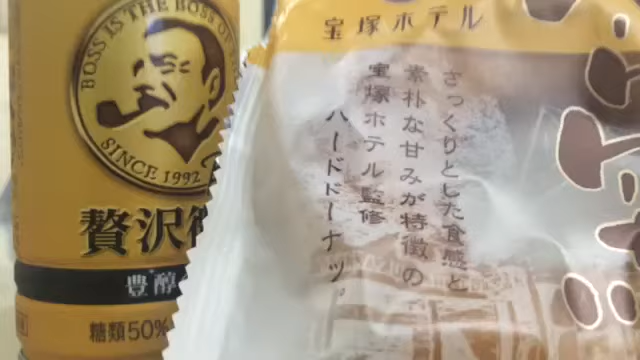 BOSS IS THE BOSS OF
SINCE 1992
贅沢
豊醇
糖類50%
宝塚ホテル
さっくりとした食感と
素朴な甘みが特徴の
宝塚ホテル監修
ハードドーナツ。